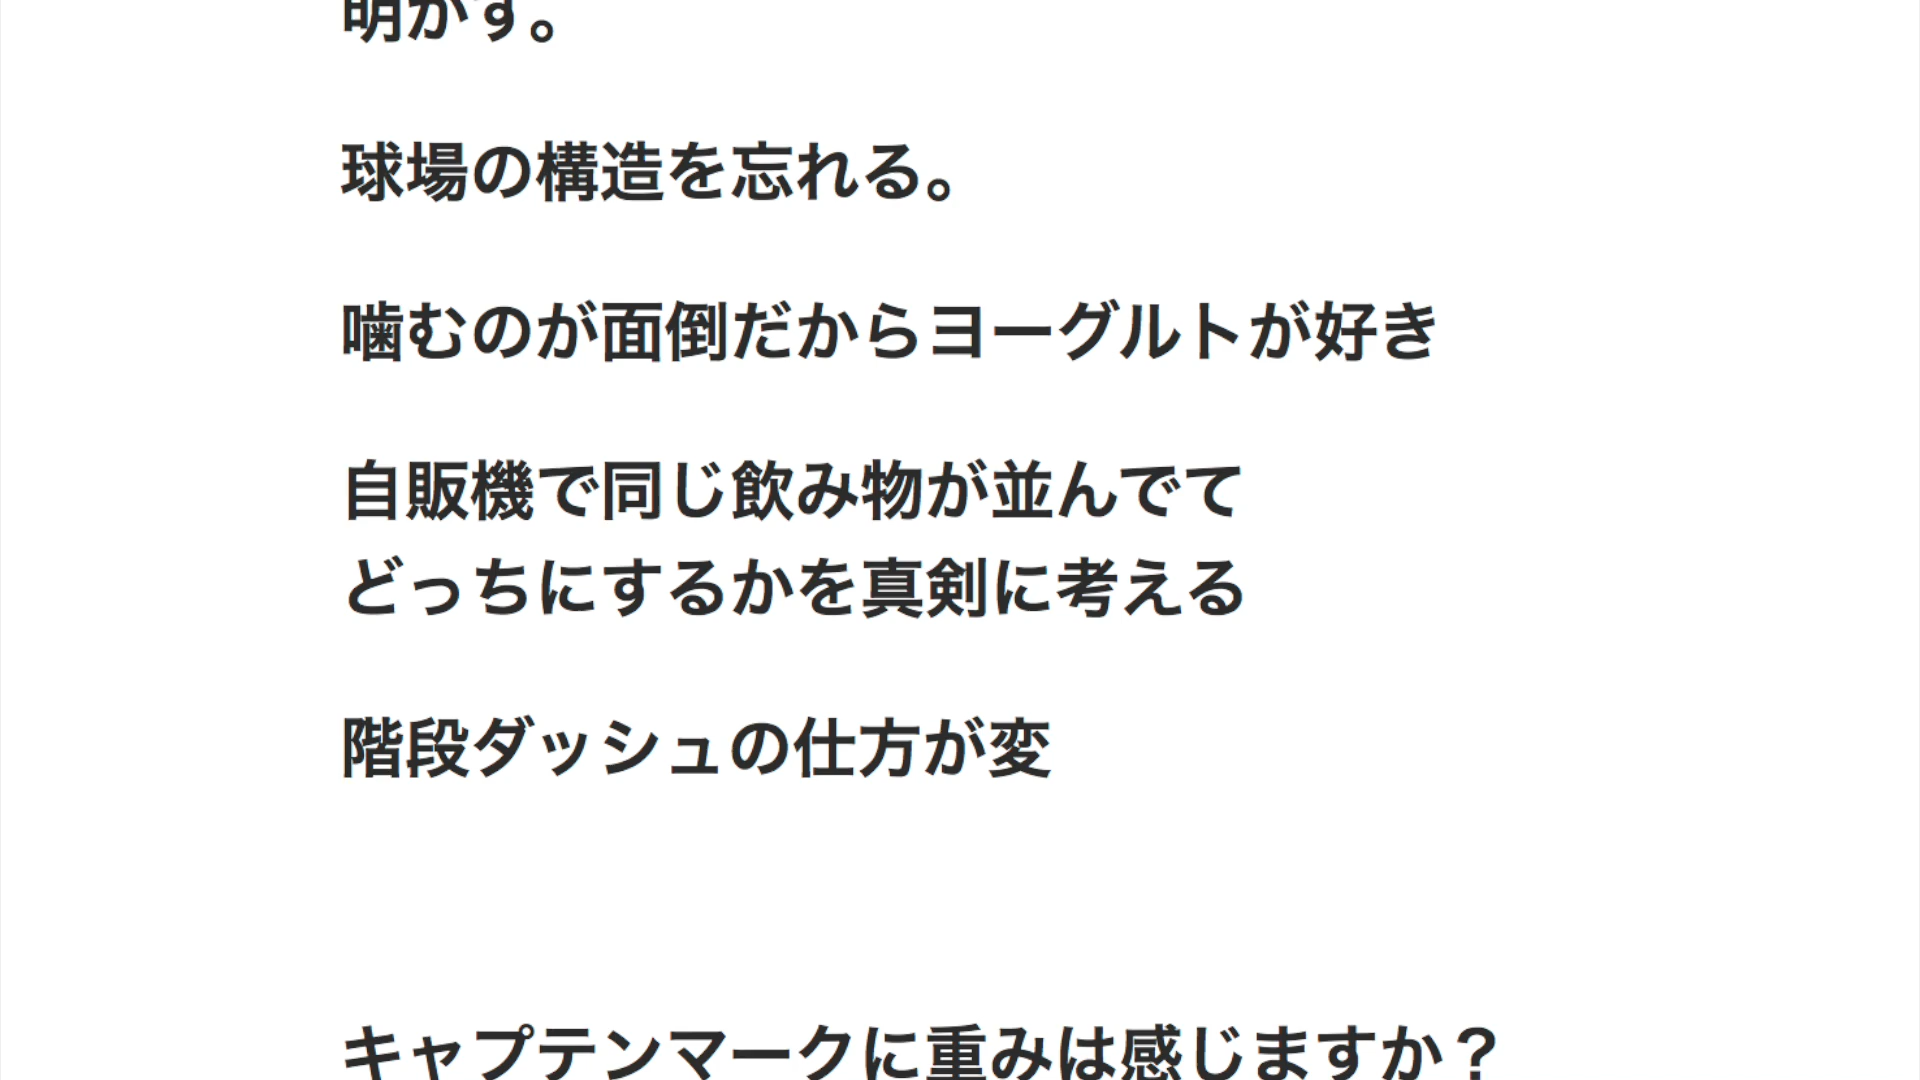 明かす。
球場の構造を忘れる。
噛むのが面倒だからヨーグルトが好き
自販機で同じ飲み物が並んでて
どっちにするかを真剣に考える
階段ダッシュの仕方が変
キャプテンマークに重みは感じますか？